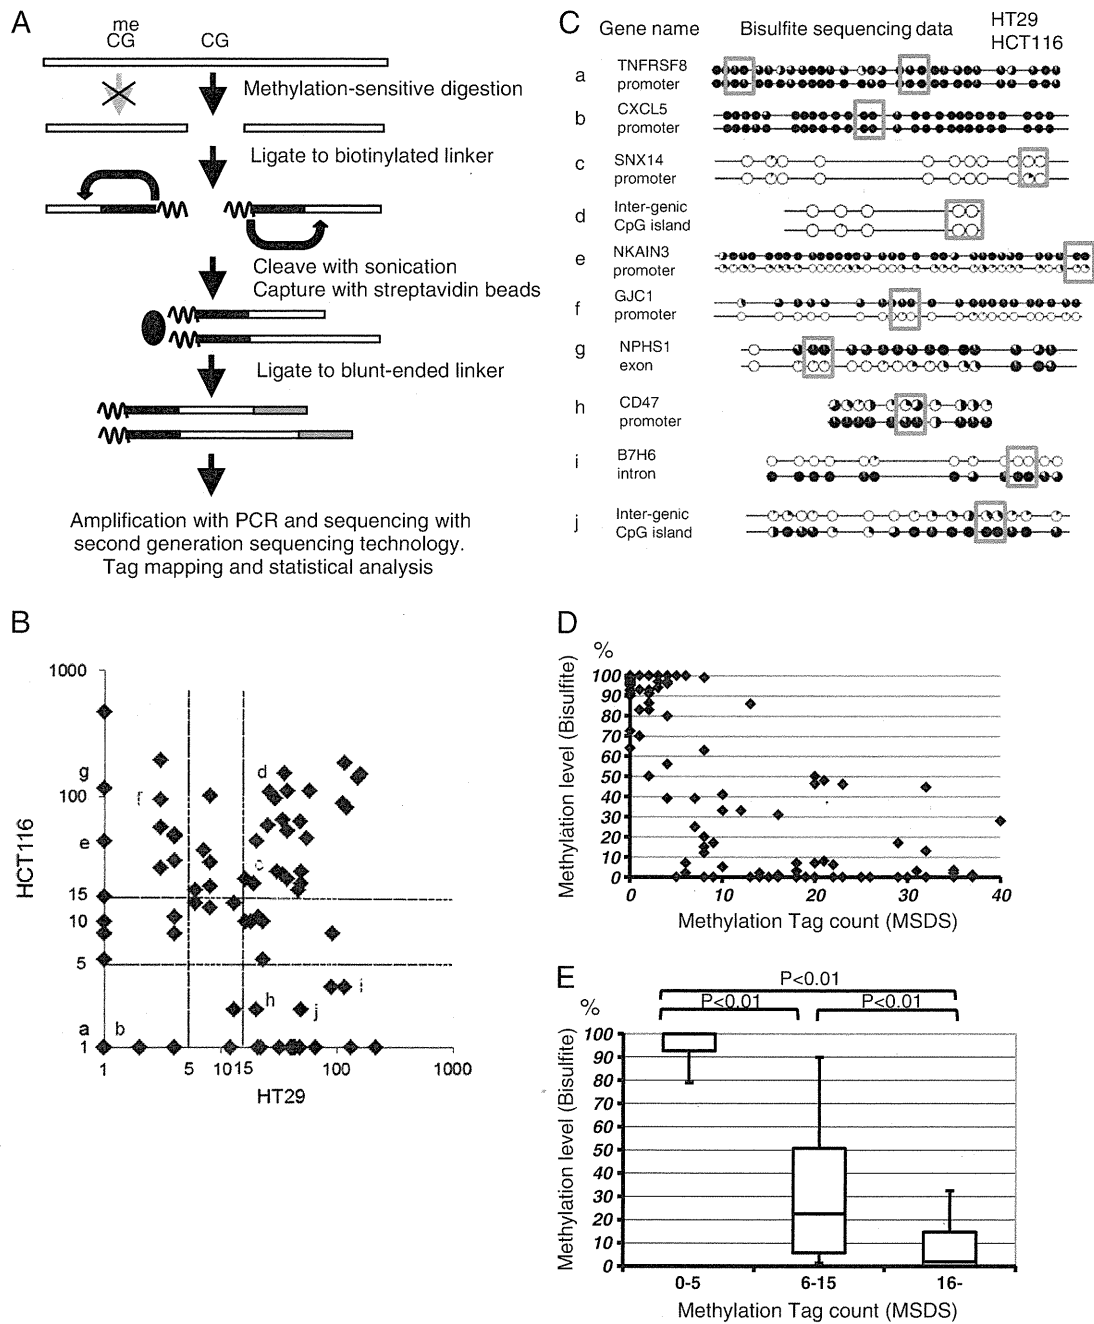 A
me
CG CG
Methylation-sensitive digestion
Ligate to biotinylated linker
Cleave with sonication
Capture with streptavidin beads
Ligate to blunt-ended linker
Amplification with PCR and sequencing with
second generation sequencing technology.
Tag mapping and statistical analysis
B
1000
100
15
10
5
1
HCT116
g
f
e
a
b
d
c
h
i
j
1 5 10 15 100 1000
HT29
C
Gene name Bisulfite sequencing data HT29
HCT116
a TNFRSF8
promoter
b CXCL5
promoter
c SNX14
promoter
d Inter-genic
CpG island
e NKAIN3
promoter
f GJC1
promoter
g NPHS1
exon
h CD47
promoter
i B7H6
intron
j Inter-genic
CpG island
D
%
Methylation level (Bisulfite)
100
90
80
70
60
50
40
30
20
10
0
0 10 20 30 40
Methylation Tag count (MSDS)
E
%
P<0.01
P<0.01 P<0.01
Methylation level (Bisulfite)
100
90
80
70
60
50
40
30
20
10
0
0-5 6-15 16-
Methylation Tag count (MSDS)